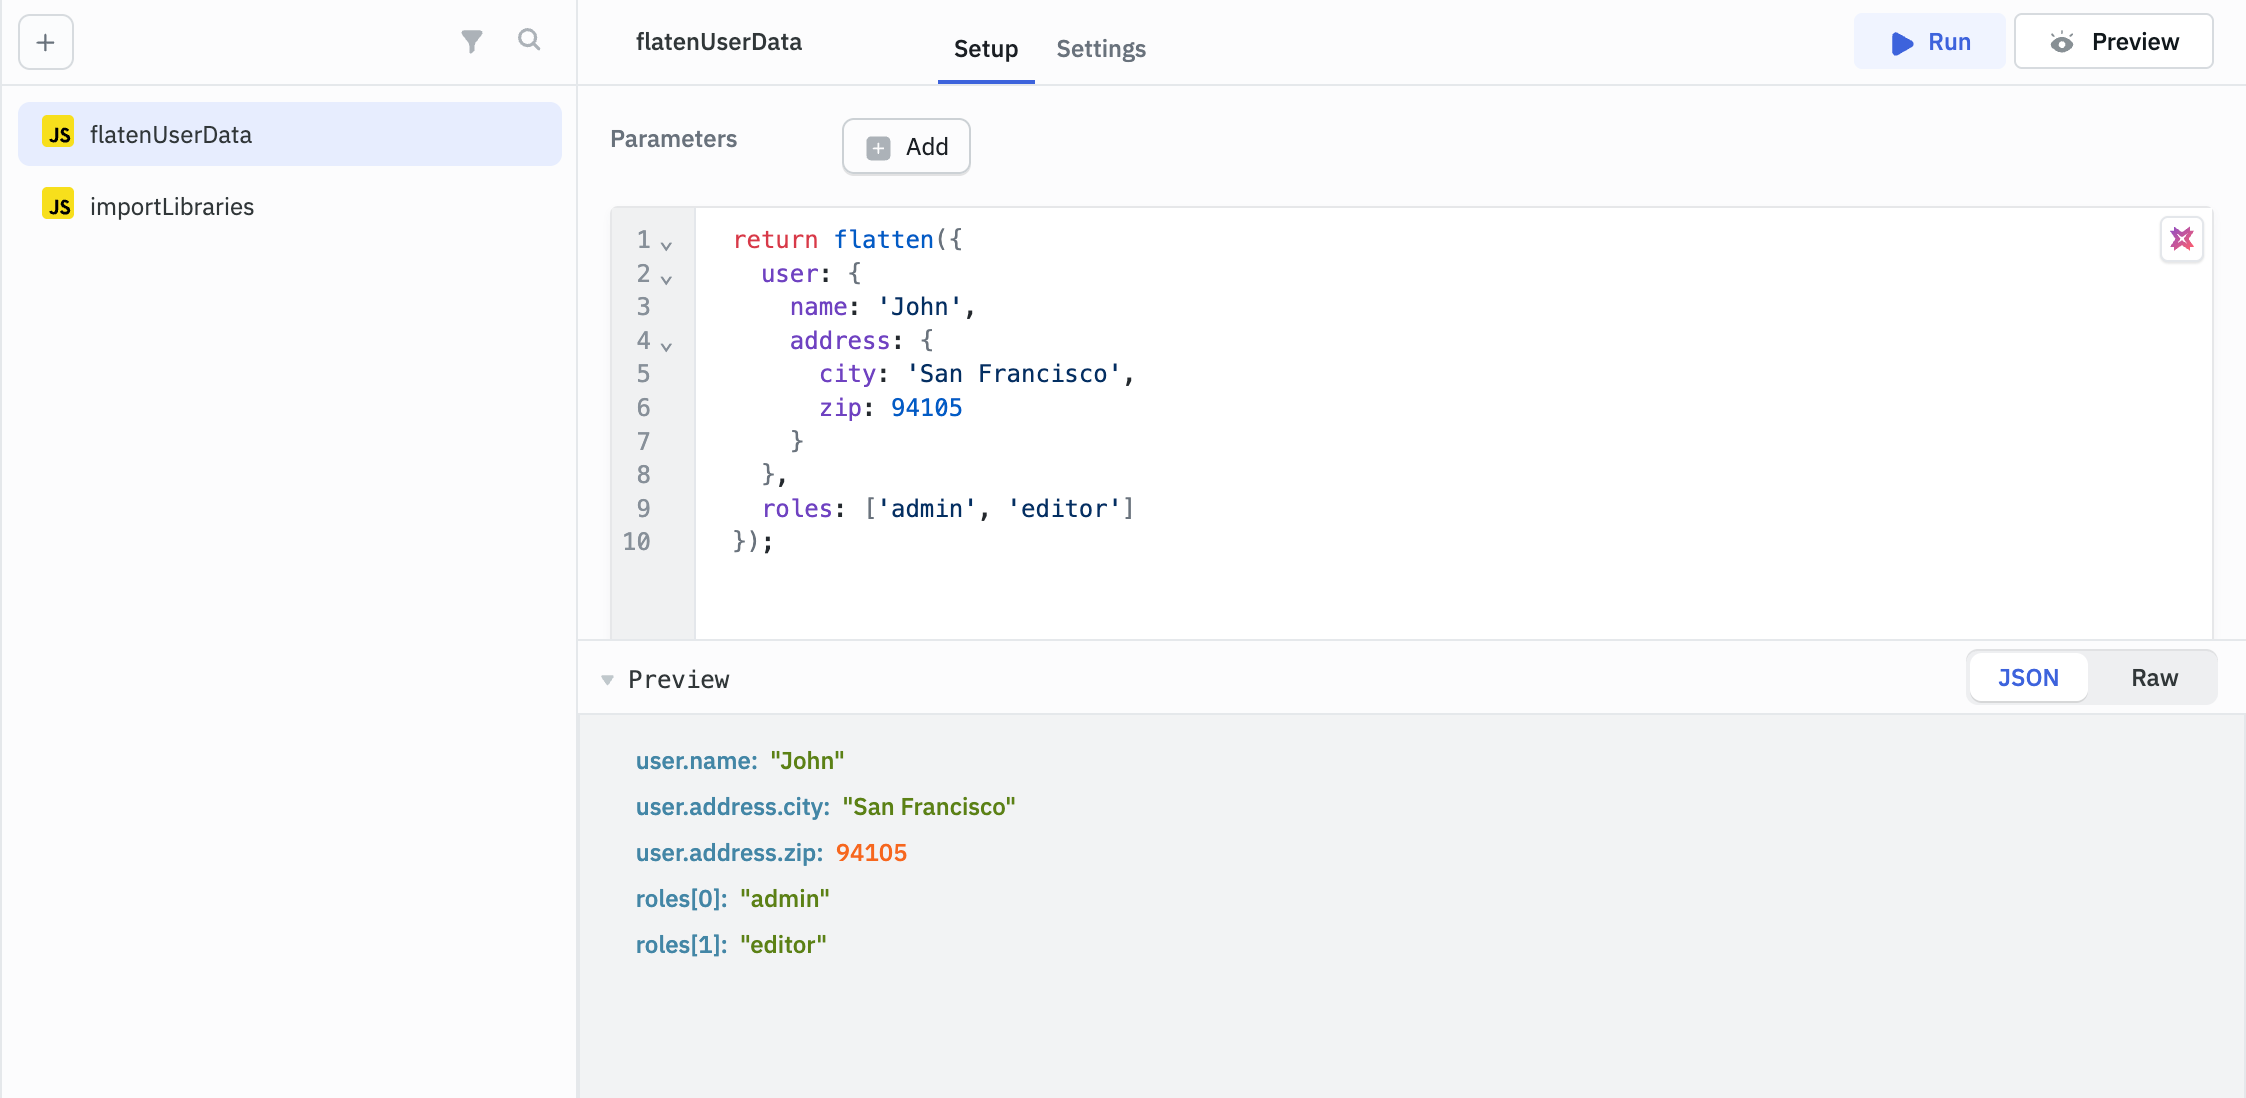 flatenUserData
Setup
Settings
Run
Preview
JS flatenUserData
JS importLibraries
Parameters
Add
1 return flatten({
2   user: {
3     name: 'John',
4     address: {
5       city: 'San Francisco',
6       zip: 94105
7     }
8   },
9   roles: ['admin', 'editor']
10 });
Preview
JSON
Raw
user.name: "John"
user.address.city: "San Francisco"
user.address.zip: 94105
roles[0]: "admin"
roles[1]: "editor"